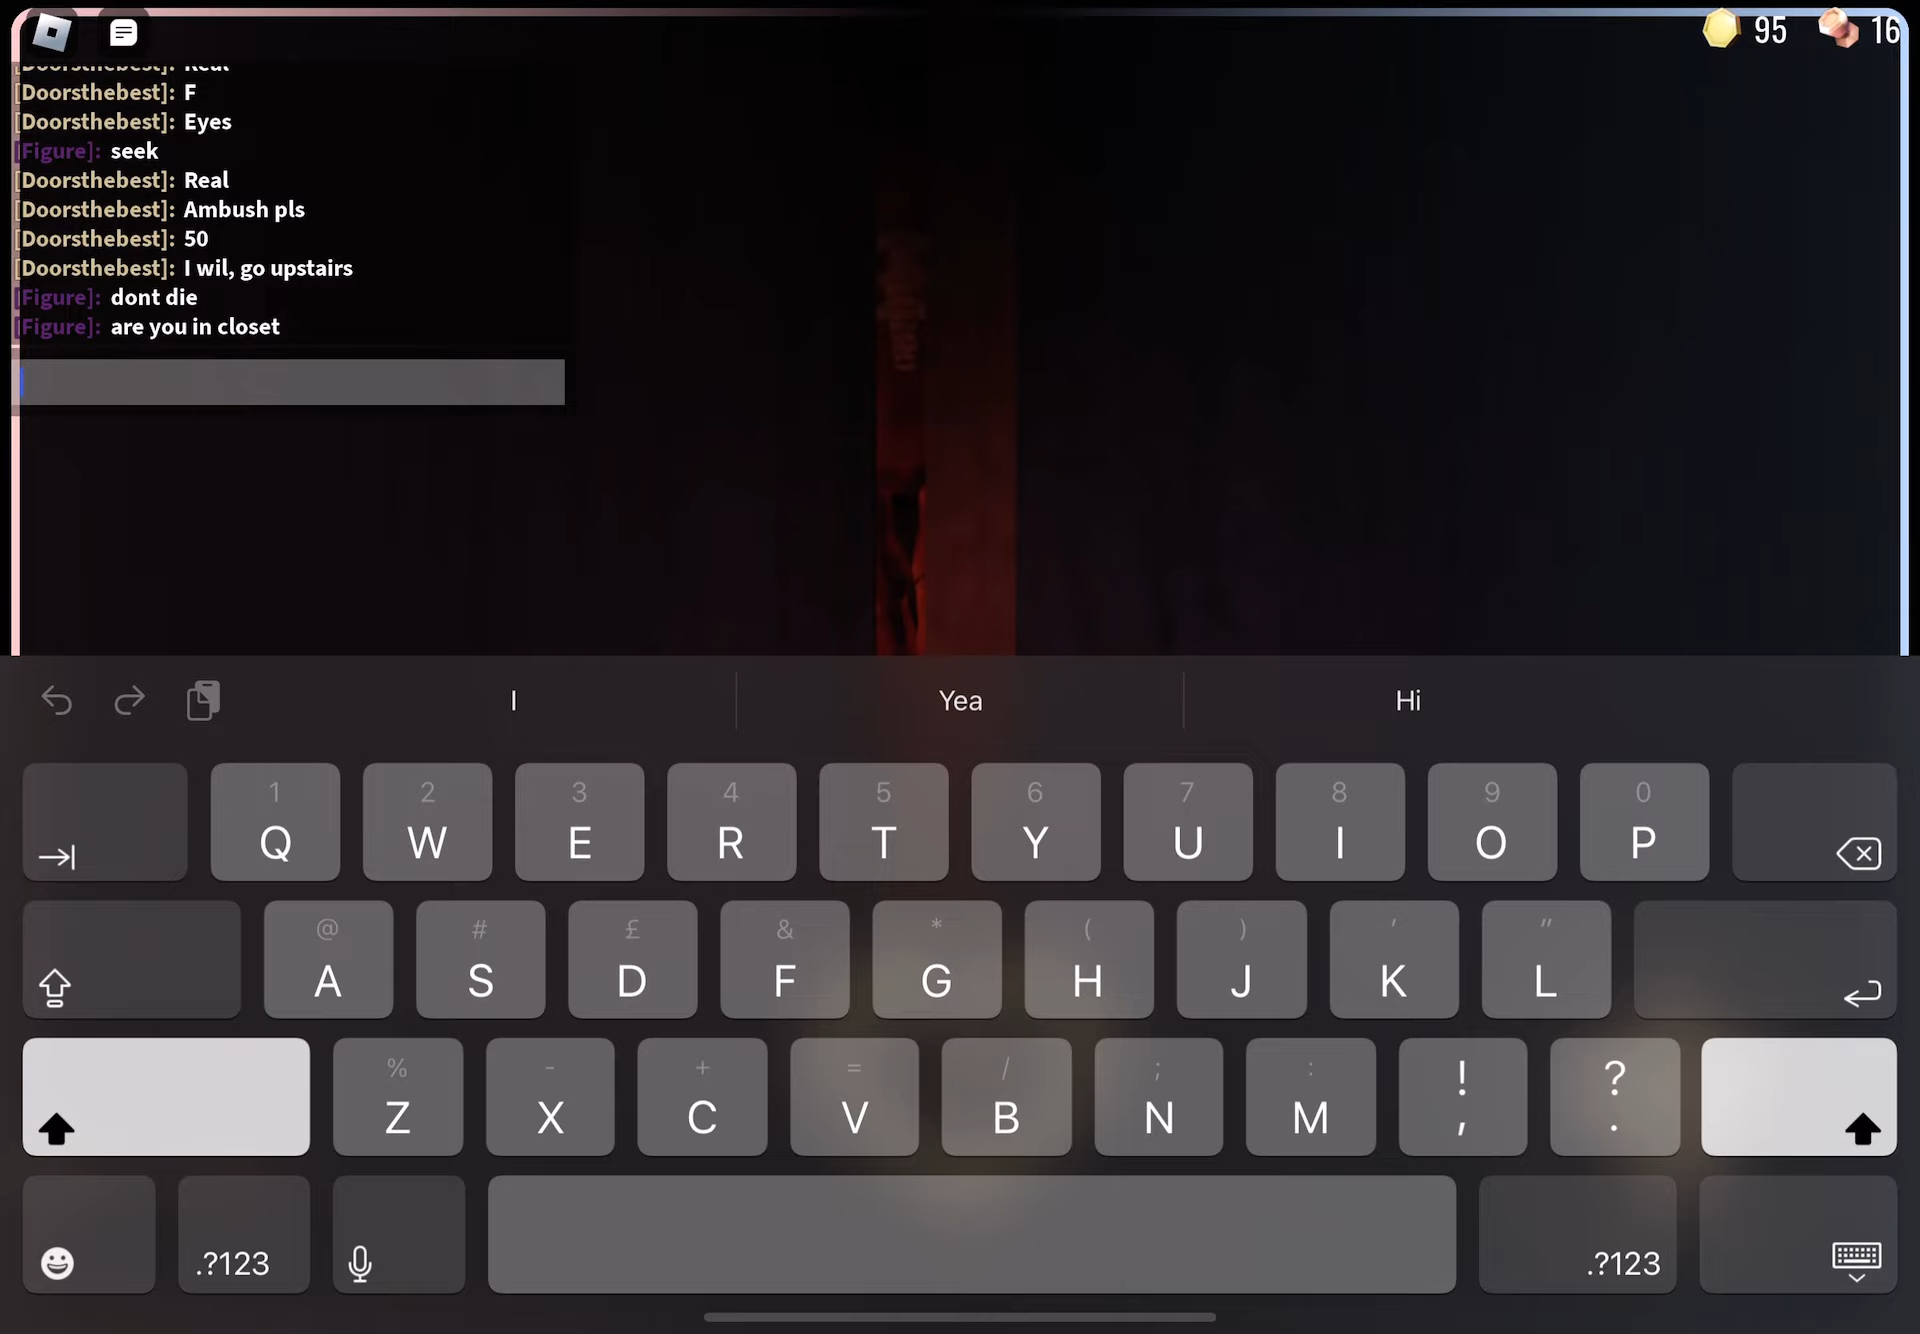 95 16
[Doorsthebest]: Real
[Doorsthebest]: F
[Doorsthebest]: Eyes
[Figure]: seek
[Doorsthebest]: Real
[Doorsthebest]: Ambush pls
[Doorsthebest]: 50
[Doorsthebest]: I wil, go upstairs
[Figure]: dont die
[Figure]: are you in closet
I Yea Hi
1 2 3 4 5 6 7 8 9 0
Q W E R T Y U I O P
@ # £ & * ( ) ' "
A S D F G H J K L
% - + = / ; : ! ?
Z X C V B N M , .
.?123 .?123